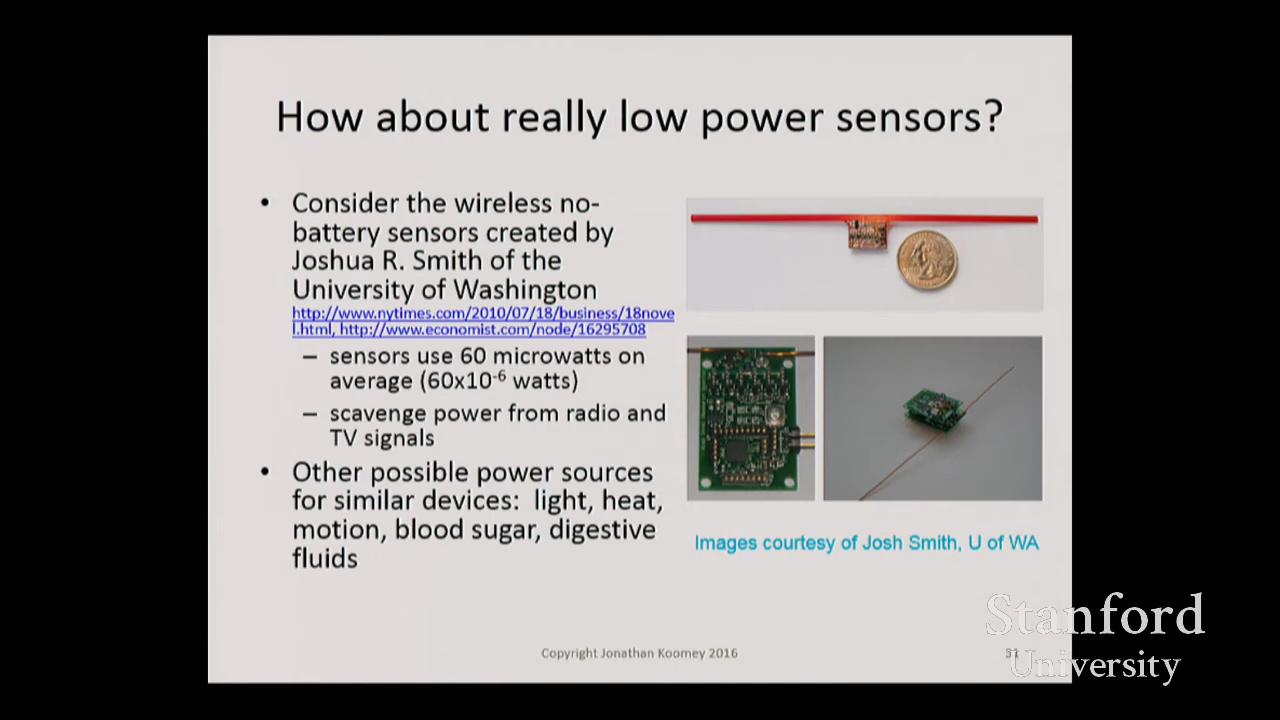 How about really low power sensors?
• Consider the wireless no-
battery sensors created by
Joshua R. Smith of the
University of Washington
http://www.nytimes.com/2010/07/18/business/18nove
l.html, http://www.economist.com/node/16295708
– sensors use 60 microwatts on
average (60x10⁻⁶ watts)
– scavenge power from radio and
TV signals
• Other possible power sources
for similar devices: light, heat,
motion, blood sugar, digestive
fluids
Images courtesy of Josh Smith, U of WA
Copyright Jonathan Koomey 2016
51
Stanford
University